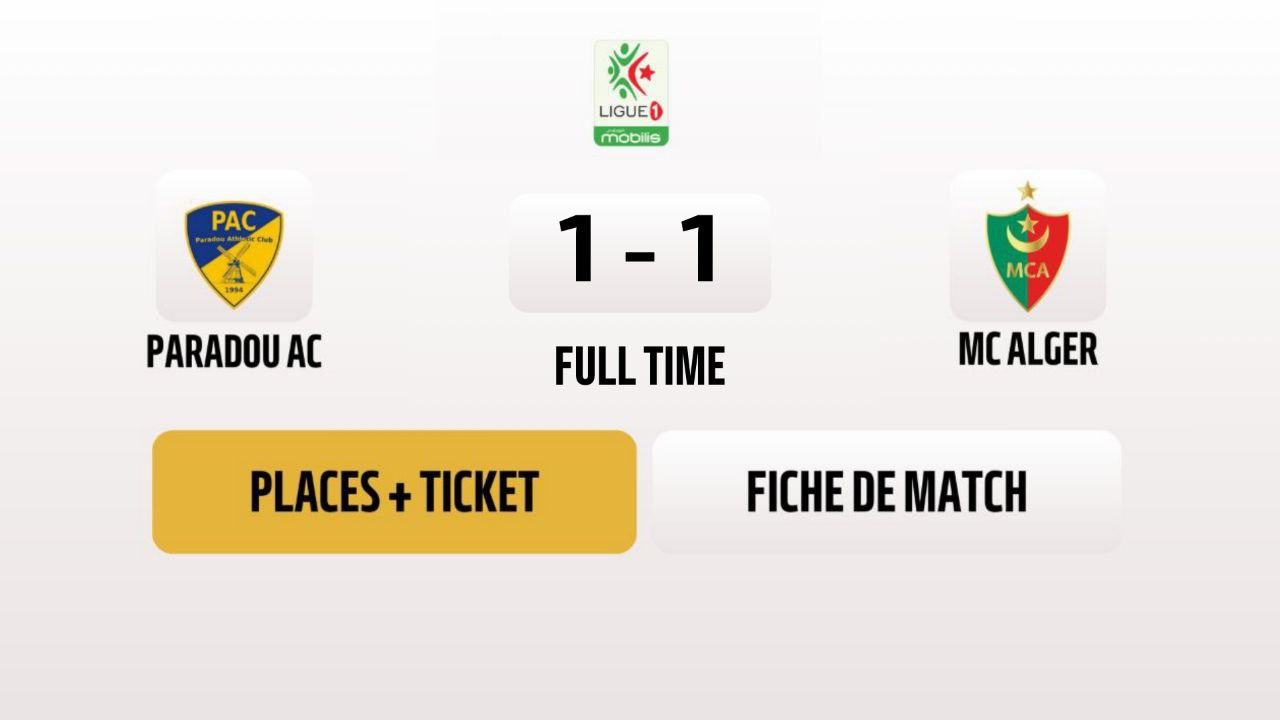 LIGUE 1
mobilis
PAC
Paradou Athletic Club
1994
1 - 1
MCA
PARADOU AC
FULL TIME
MC ALGER
PLACES + TICKET
FICHE DE MATCH